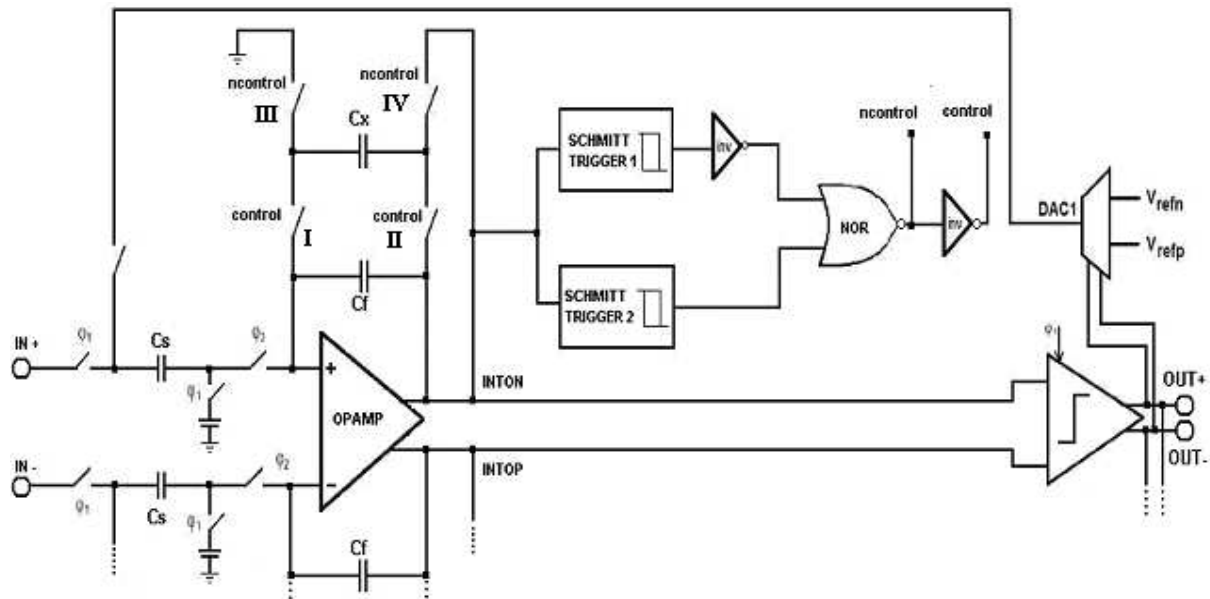 ncontrol
III
ncontrol
IV
Cx
control
I
control
II
Cf
SCHMITT
TRIGGER 1
inv
SCHMITT
TRIGGER 2
NOR
ncontrol
control
inv
DAC1
Vrefn
Vrefp
IN +
φ1
Cs
φ2
φ1
+
OPAMP
-
INTON
INTOP
IN -
φ1
Cs
φ1
φ2
Cf
OUT+
OUT-